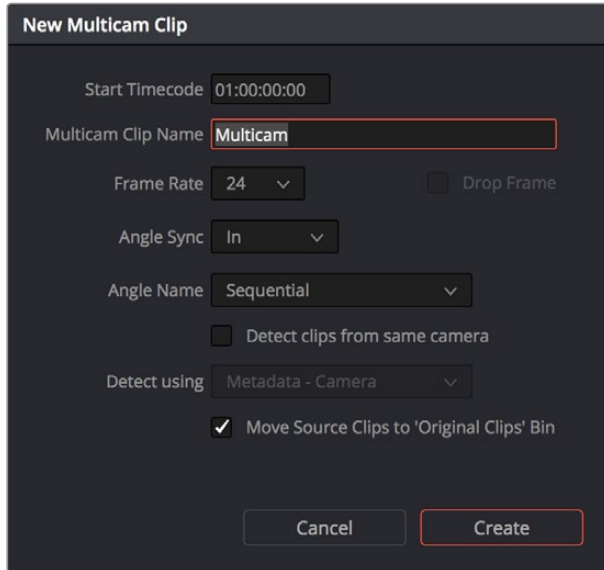 New Multicam Clip
Start Timecode 01:00:00:00
Multicam Clip Name Multicam
Frame Rate 24 Drop Frame
Angle Sync In
Angle Name Sequential
Detect clips from same camera
Detect using Metadata - Camera
Move Source Clips to 'Original Clips' Bin
Cancel Create